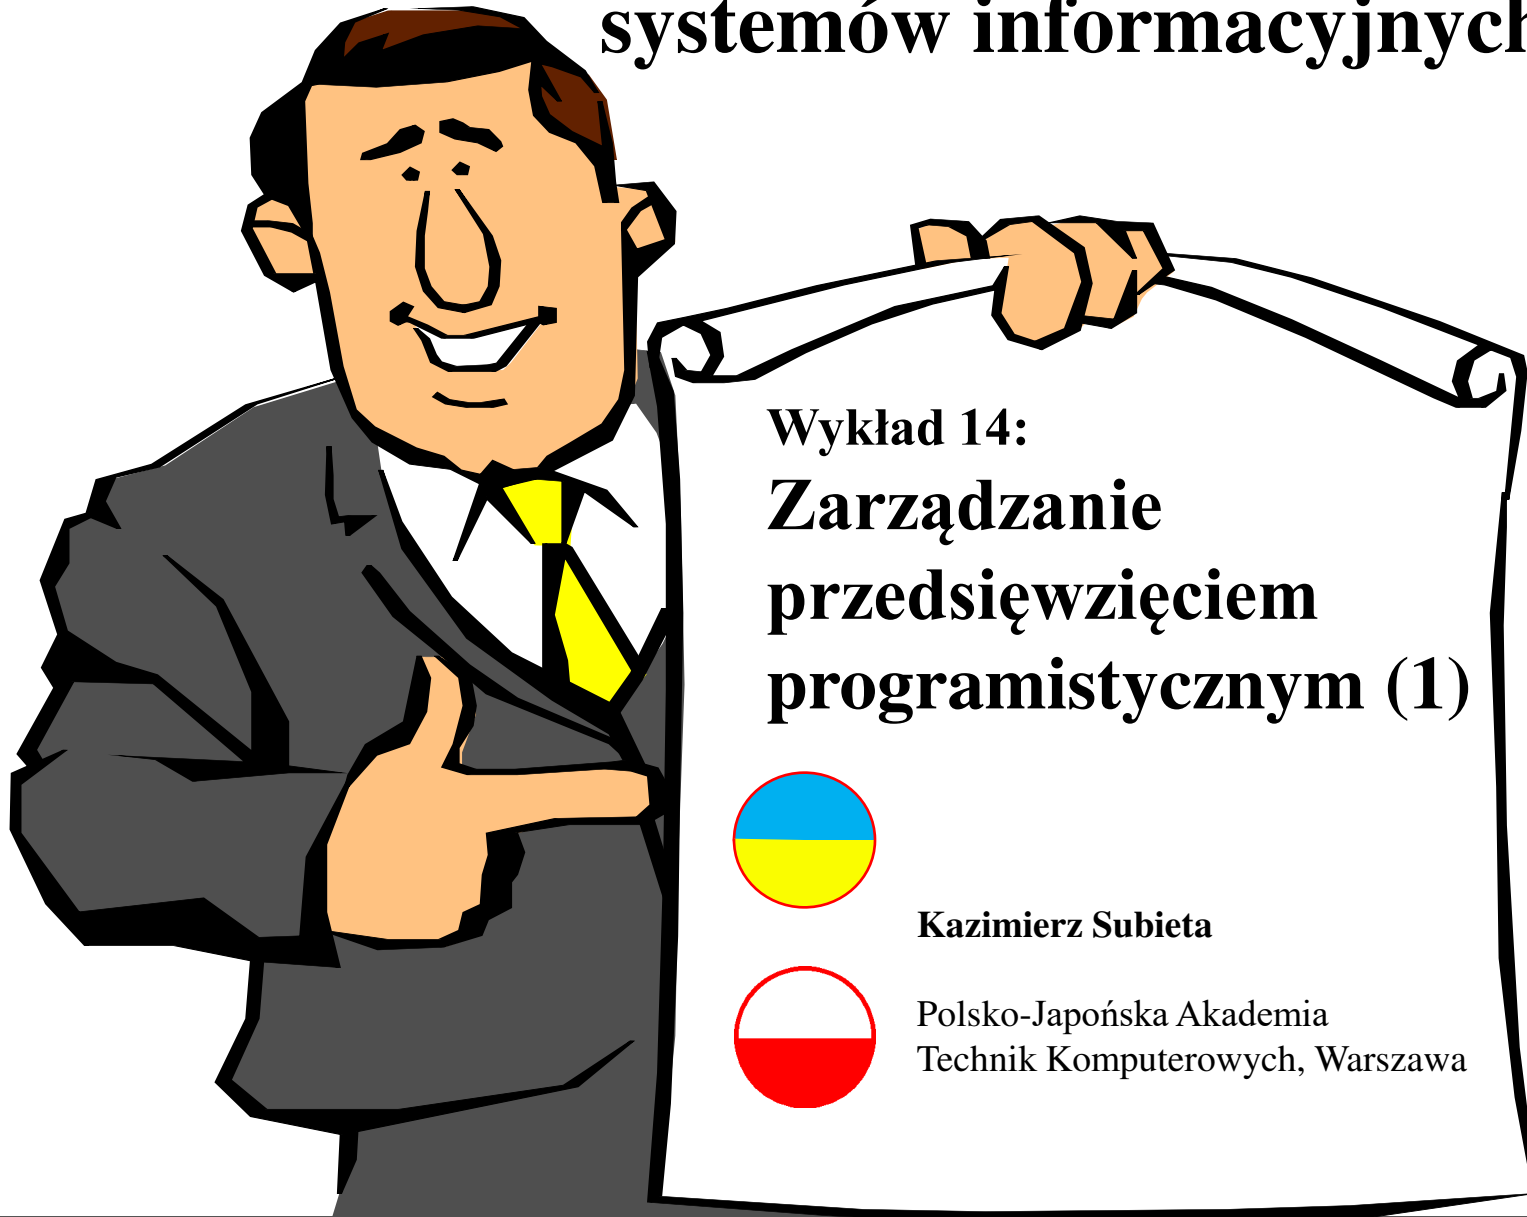 systemów informacyjnych
Wykład 14:
Zarządzanie
przedsięwzięciem
programistycznym (1)
Kazimierz Subieta
Polsko-Japońska Akademia
Technik Komputerowych, Warszawa